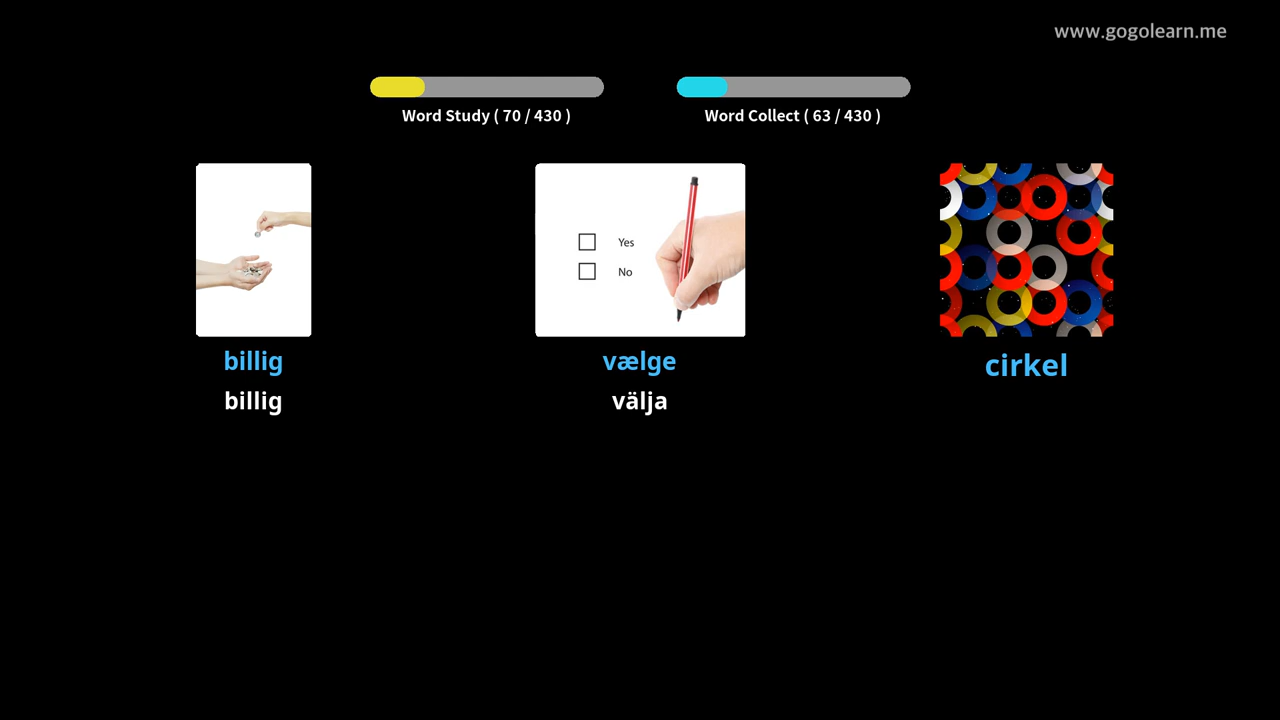 www.gogolearn.me
Word Study ( 70 / 430 )
Word Collect ( 63 / 430 )
Yes
No
billig
billig
vælge
välja
cirkel